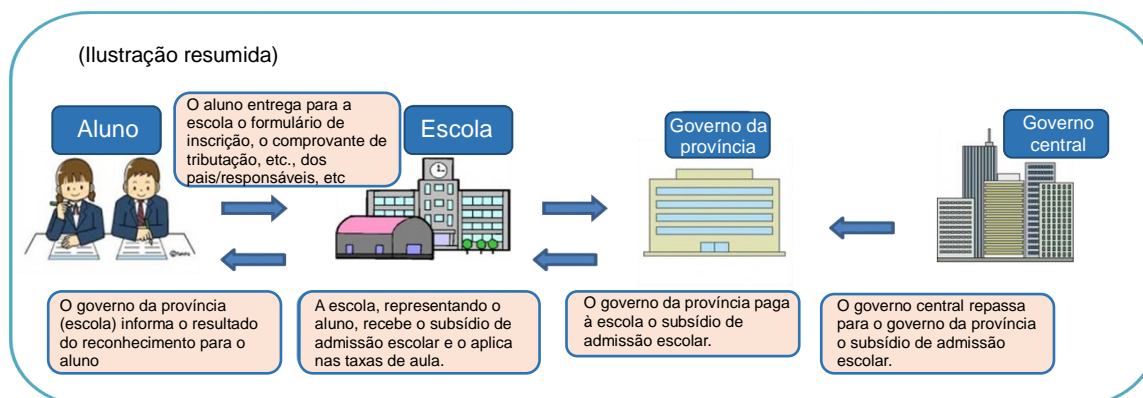 (Ilustração resumida)
Aluno
O aluno entrega para a
escola o formulário de
inscrição, o comprovante de
tributação, etc., dos
pais/responsáveis, etc
Escola
Governo da
província
Governo
central
O governo da província
(escola) informa o resultado
do reconhecimento para o
aluno
A escola, representando o
aluno, recebe o subsídio de
admissão escolar e o aplica
nas taxas de aula.
O governo da província paga
à escola o subsídio de
admissão escolar.
O governo central repassa
para o governo da província
o subsídio de admissão
escolar.